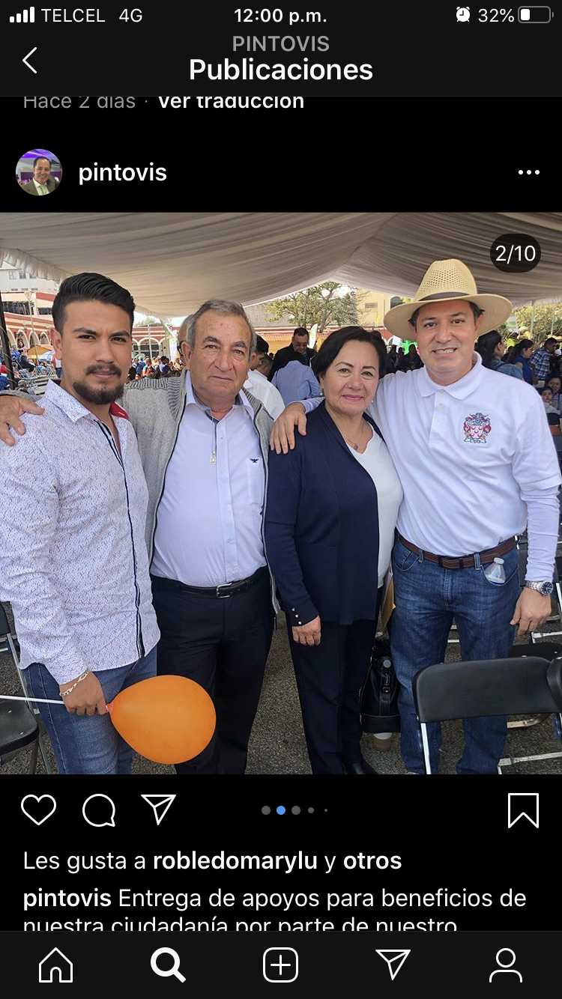 TELCEL 4G 12:00 p.m. 32%
PINTOVIS
Publicaciones
Hace 2 días · Ver traducción
pintovis
2/10
Les gusta a robledomarylu y otros
pintovis Entrega de apoyos para beneficios de
nuestra ciudadanía por parte de nuestro